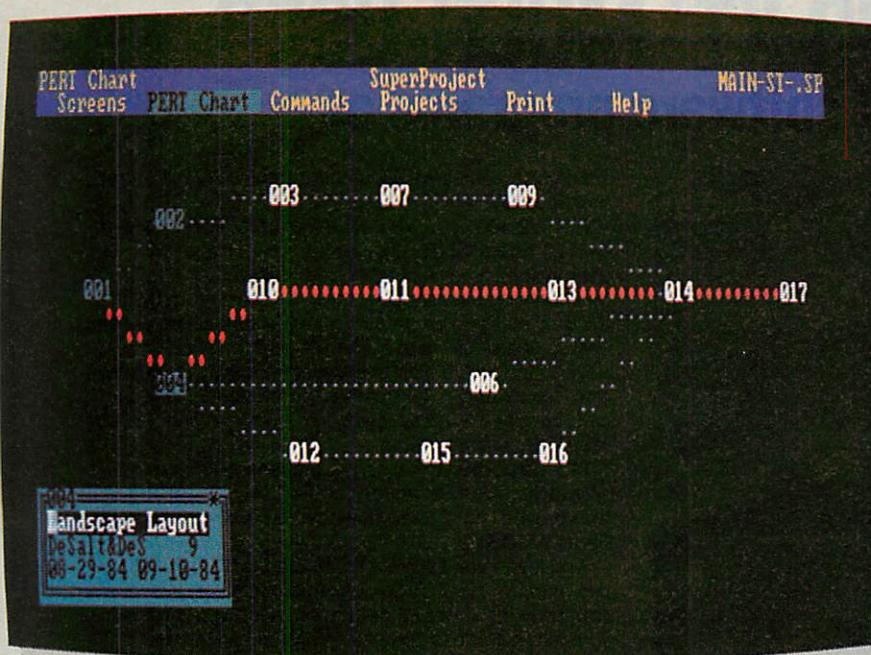 PERT Chart SuperProject MAIN-ST-.SP
Screens PERT Chart Commands Projects Print Help
003 007 009
002
001 010 011 013 014 017
004 006
012 015 016
004 *
Landscape Layout
DeSalt&DeS 9
08-29-84 09-10-84